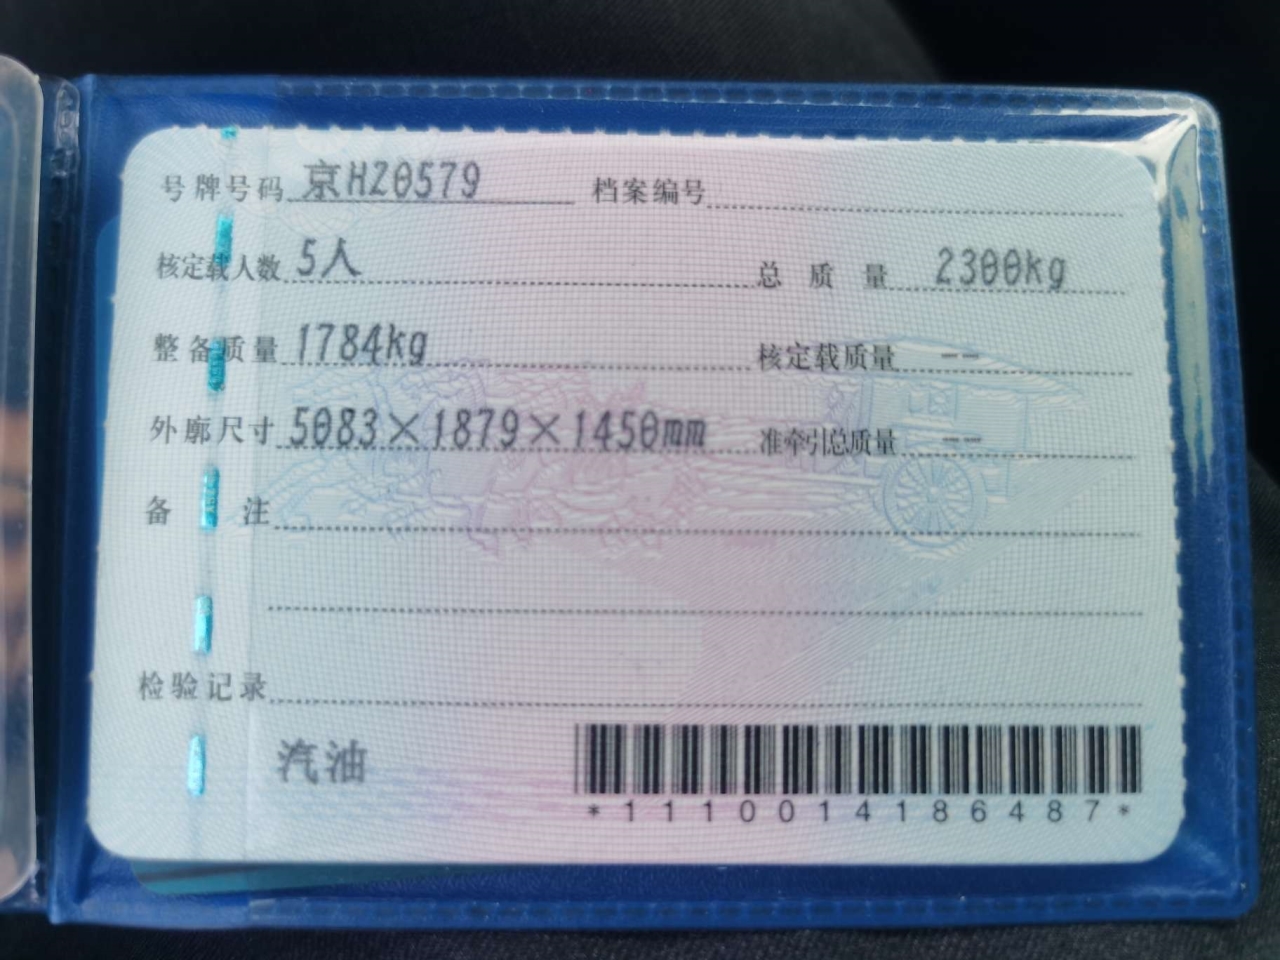 号牌号码 京HZ0579 档案编号
核定载人数 5人 总质量 2300kg
整备质量 1784kg 核定载质量 --
外廓尺寸 5083×1879×1450mm 准牵引总质量 --
备注
检验记录
汽油
*1110014186487*